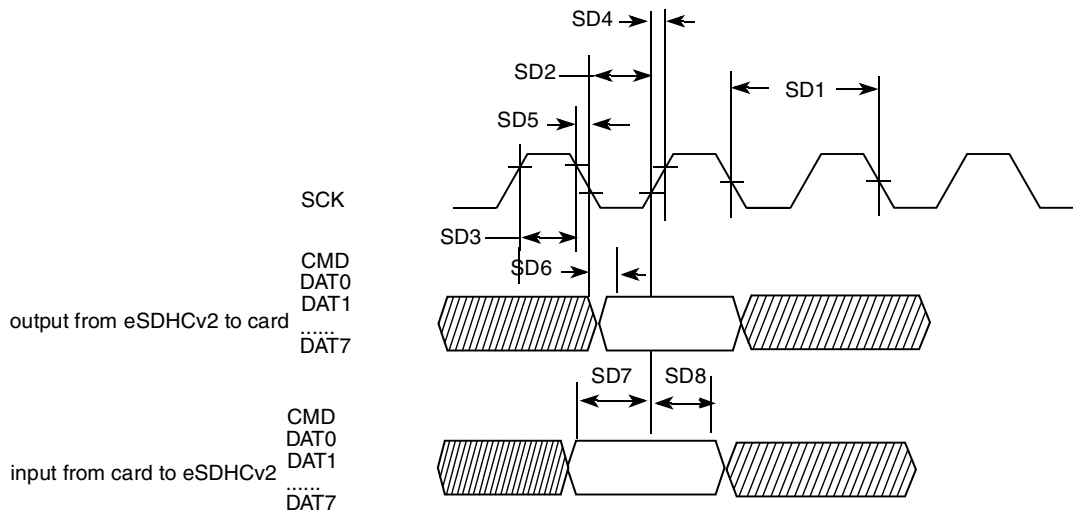 SD4
SD2
SD1
SD5
SCK
SD3
CMD
SD6
DAT0
DAT1
output from eSDHCv2 to card
......
DAT7
SD7
SD8
CMD
DAT0
DAT1
input from card to eSDHCv2
......
DAT7